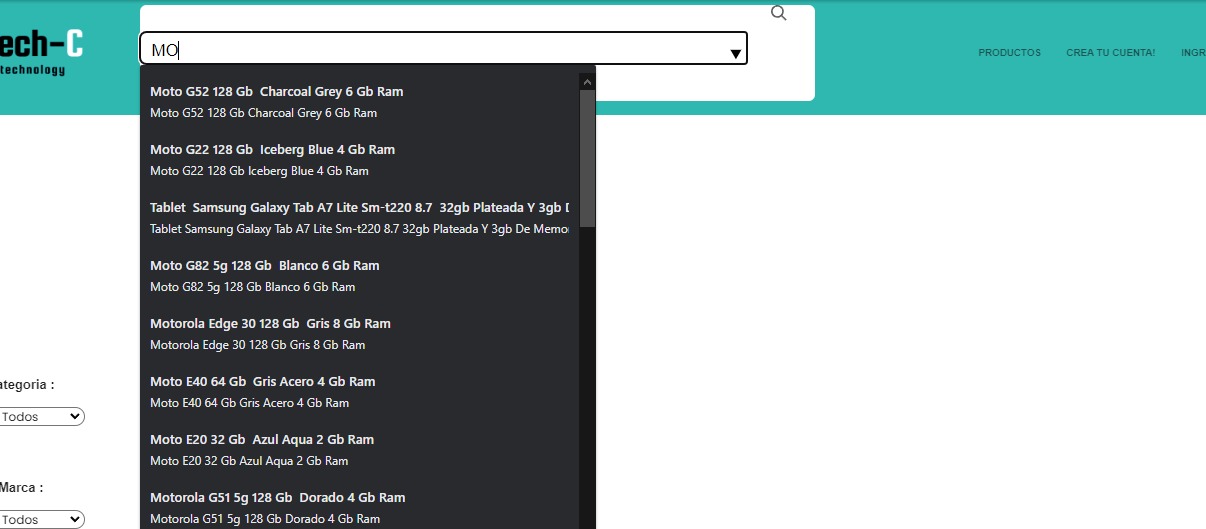 ech-C
technology
MO
PRODUCTOS
CREA TU CUENTA!
INGR
Moto G52 128 Gb  Charcoal Grey 6 Gb Ram
Moto G52 128 Gb Charcoal Grey 6 Gb Ram
Moto G22 128 Gb  Iceberg Blue 4 Gb Ram
Moto G22 128 Gb Iceberg Blue 4 Gb Ram
Tablet  Samsung Galaxy Tab A7 Lite Sm-t220 8.7  32gb Plateada Y 3gb D
Tablet Samsung Galaxy Tab A7 Lite Sm-t220 8.7 32gb Plateada Y 3gb De Memo
Moto G82 5g 128 Gb  Blanco 6 Gb Ram
Moto G82 5g 128 Gb Blanco 6 Gb Ram
Motorola Edge 30 128 Gb  Gris 8 Gb Ram
Motorola Edge 30 128 Gb Gris 8 Gb Ram
Moto E40 64 Gb  Gris Acero 4 Gb Ram
Moto E40 64 Gb Gris Acero 4 Gb Ram
Moto E20 32 Gb  Azul Aqua 2 Gb Ram
Moto E20 32 Gb Azul Aqua 2 Gb Ram
Motorola G51 5g 128 Gb  Dorado 4 Gb Ram
Motorola G51 5g 128 Gb Dorado 4 Gb Ram
ategoria :
Todos
Marca :
Todos